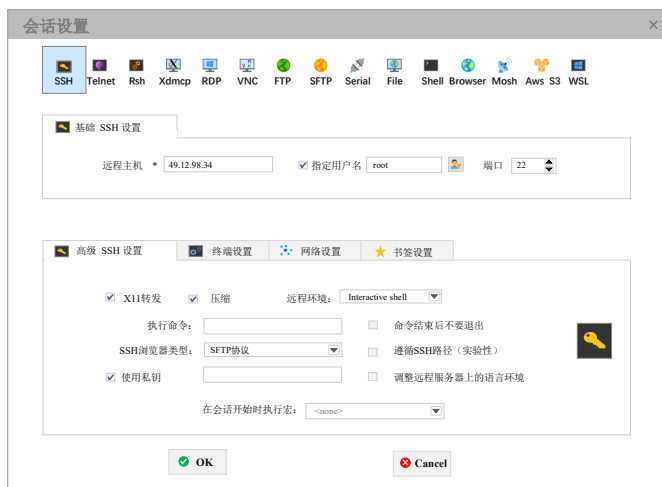 会话设置
SSH Telnet Rsh Xdmcp RDP VNC FTP SFTP Serial File Shell Browser Mosh Aws S3 WSL
基础 SSH 设置
远程主机 * 49.12.98.34 指定用户名 root 端口 22
高级 SSH 设置 终端设置 网络设置 书签设置
X11转发 压缩 远程环境: Interactive shell
执行命令: 命令结束后不要退出
SSH浏览器类型: SFTP协议 遵循SSH路径（实验性）
使用私钥 调整远程服务器上的语言环境
在会话开始时执行宏: <none>
OK Cancel